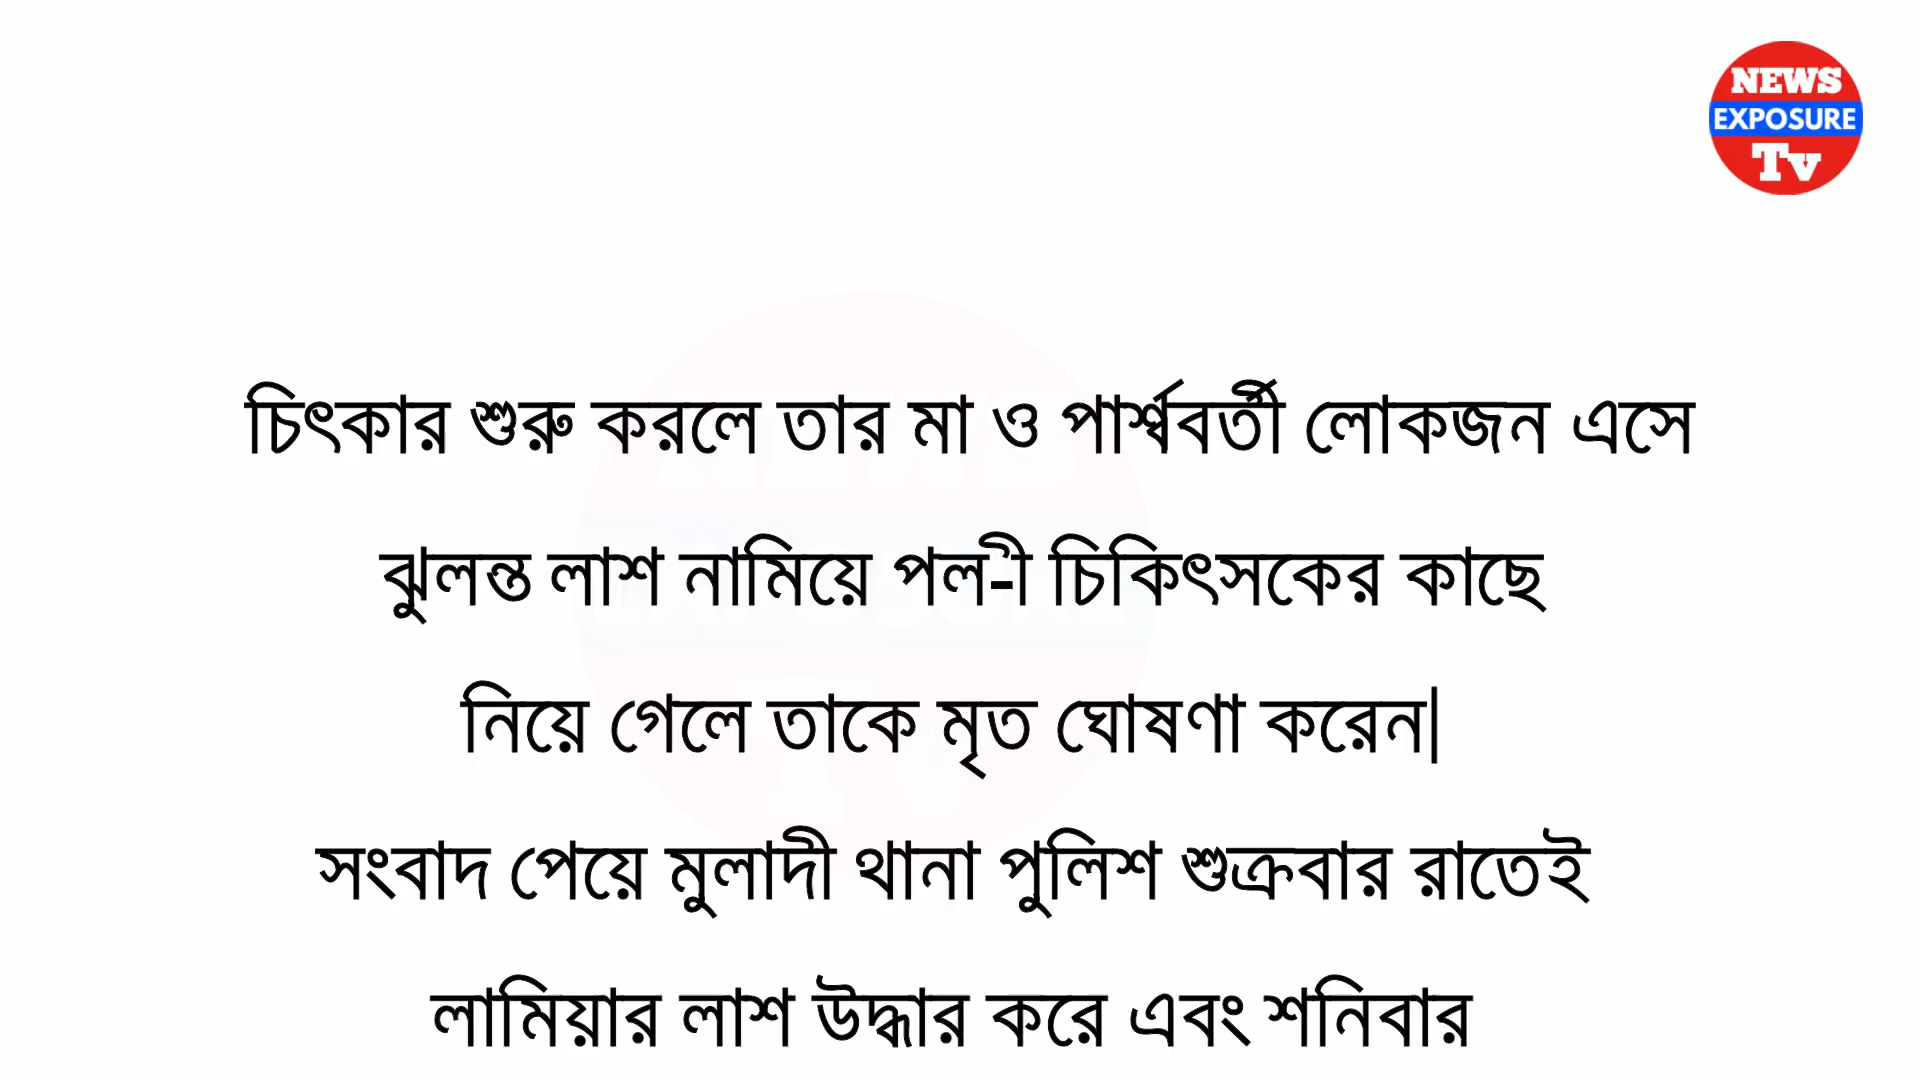 NEWS
EXPOSURE
Tv
চিৎকার শুরু করলে তার মা ও পার্শ্ববর্তী লোকজন এসে
ঝুলন্ত লাশ নামিয়ে পল-ী চিকিৎসকের কাছে
নিয়ে গেলে তাকে মৃত ঘোষণা করেন|
সংবাদ পেয়ে মুলাদী থানা পুলিশ শুক্রবার রাতেই
লামিয়ার লাশ উদ্ধার করে এবং শনিবার